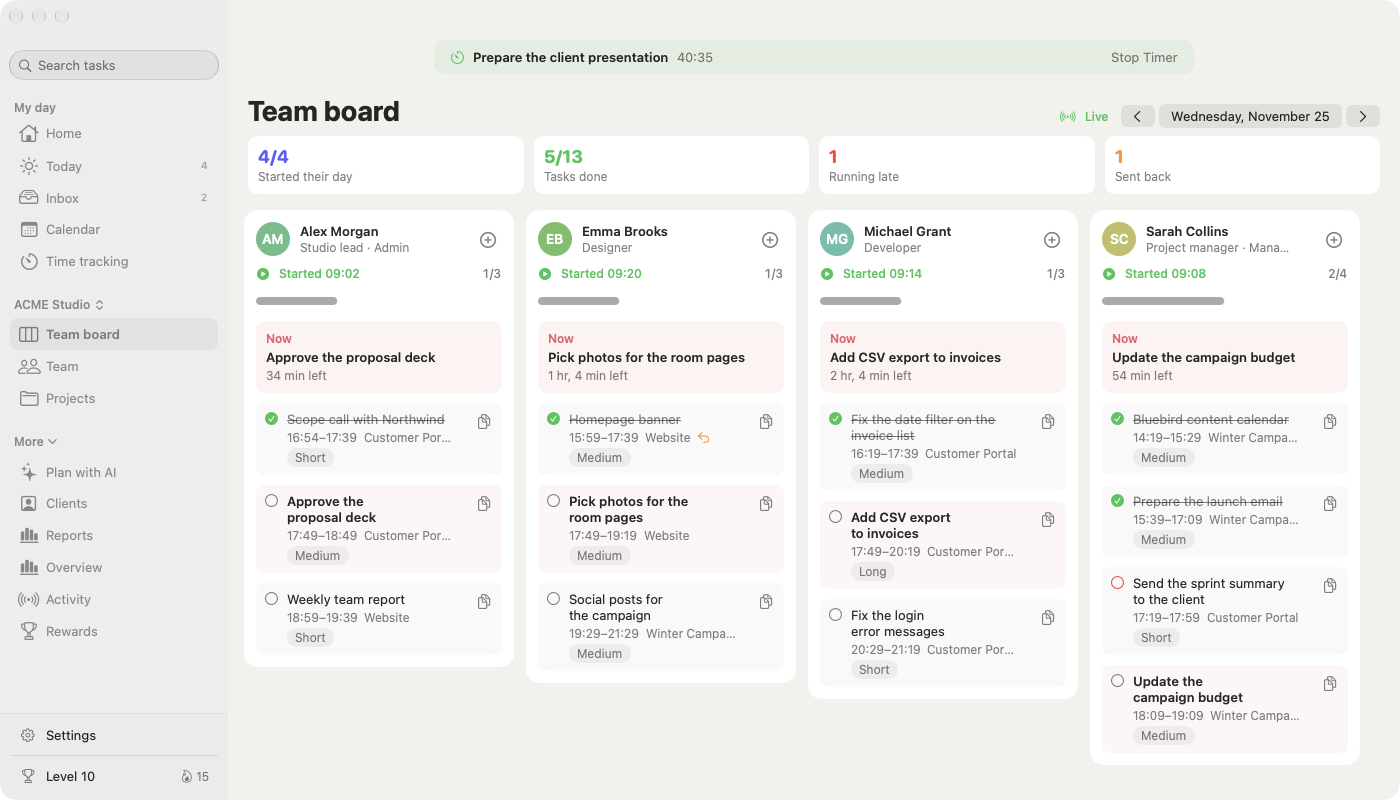 Search tasks
My day
Home
Today 4
Inbox 2
Calendar
Time tracking
ACME Studio
Team board
Team
Projects
More
Plan with AI
Clients
Reports
Overview
Activity
Rewards
Settings
Level 10 15
Prepare the client presentation 40:35 Stop Timer
Team board
Live Wednesday, November 25
4/4
Started their day
5/13
Tasks done
1
Running late
1
Sent back
AM
Alex Morgan
Studio lead · Admin
Started 09:02 1/3
Now
Approve the proposal deck
34 min left
Scope call with Northwind
16:54–17:39 Customer Por...
Short
Approve the
proposal deck
17:49–18:49 Customer Por...
Medium
Weekly team report
18:59–19:39 Website
Short
EB
Emma Brooks
Designer
Started 09:20 1/3
Now
Pick photos for the room pages
1 hr, 4 min left
Homepage banner
15:59–17:39 Website
Medium
Pick photos for the
room pages
17:49–19:19 Website
Medium
Social posts for
the campaign
19:29–21:29 Winter Campa...
Medium
MG
Michael Grant
Developer
Started 09:14 1/3
Now
Add CSV export to invoices
2 hr, 4 min left
Fix the date filter on the
invoice list
16:19–17:39 Customer Portal
Medium
Add CSV export
to invoices
17:49–20:19 Customer Por...
Long
Fix the login
error messages
20:29–21:19 Customer Por...
Short
SC
Sarah Collins
Project manager · Mana...
Started 09:08 2/4
Now
Update the campaign budget
54 min left
Bluebird content calendar
14:19–15:29 Winter Campa...
Medium
Prepare the launch email
15:39–17:09 Winter Campa...
Medium
Send the sprint summary
to the client
17:19–17:59 Customer Portal
Short
Update the
campaign budget
18:09–19:09 Winter Campa...
Medium